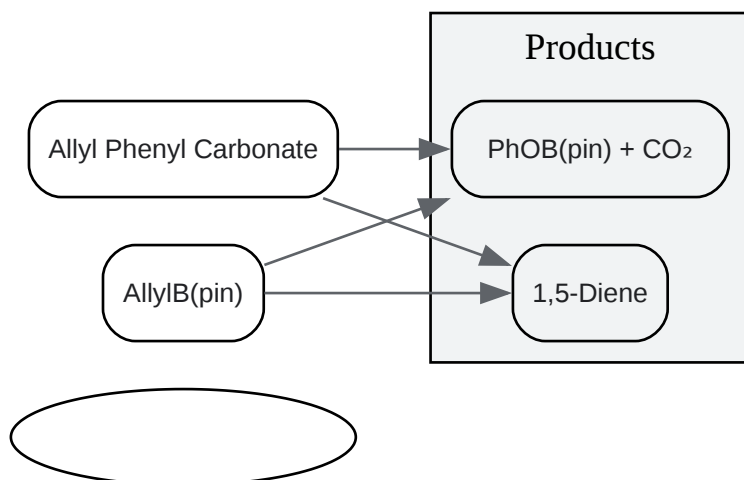 Products
Allyl Phenyl Carbonate
PhOB(pin) + CO₂
AllylB(pin)
1,5-Diene